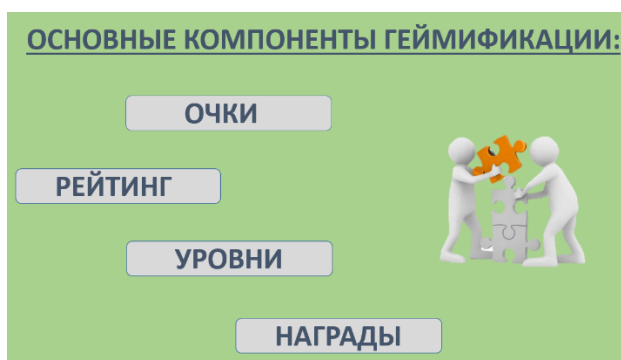 ОСНОВНЫЕ КОМПОНЕНТЫ ГЕЙМИФИКАЦИИ:
ОЧКИ
РЕЙТИНГ
УРОВНИ
НАГРАДЫ